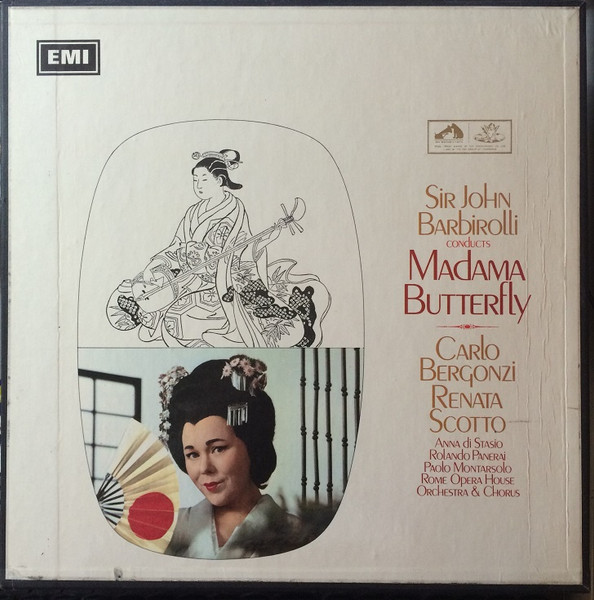 EMI
Sir John
Barbirolli
conducts
Madama
Butterfly
Carlo
Bergonzi
Renata
Scotto
Anna di Stasio
Rolando Panerai
Paolo Montarsolo
Rome Opera House
Orchestra & Chorus